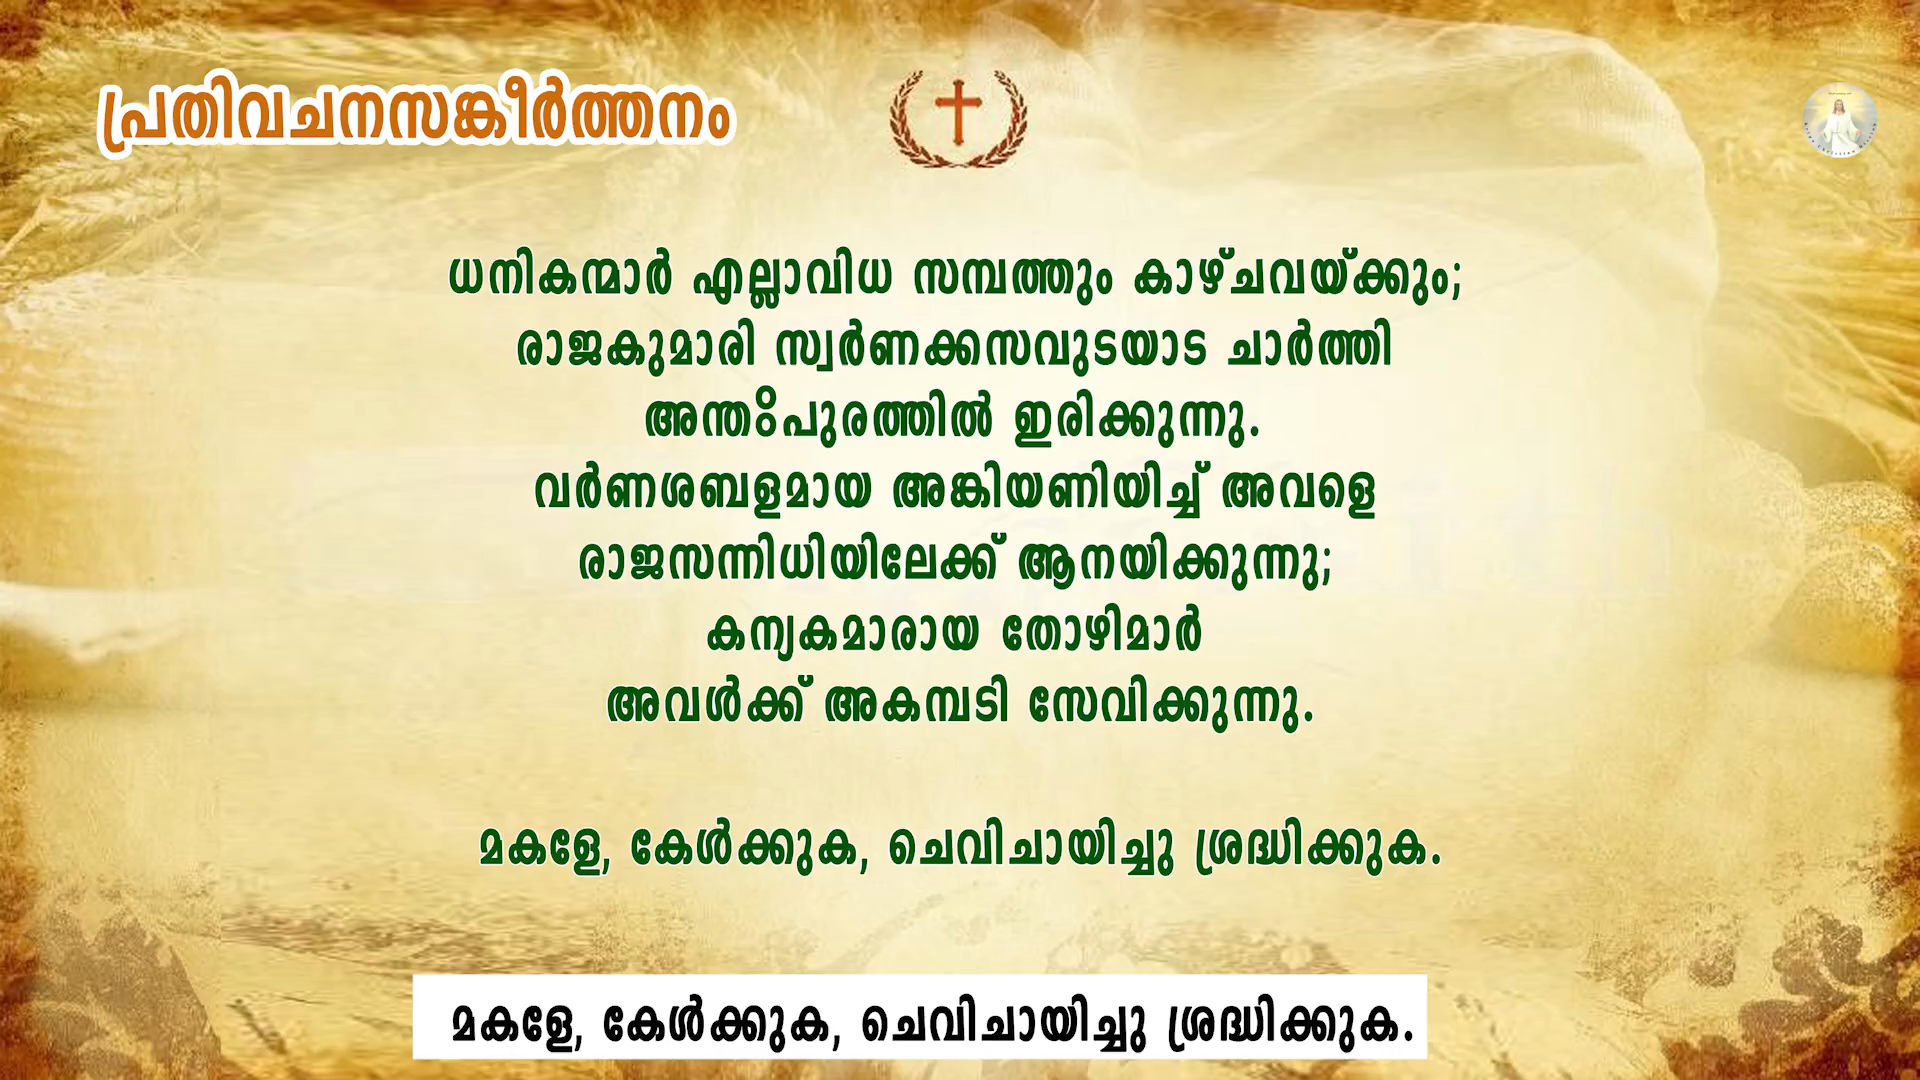 പ്രതിവചനസങ്കീർത്തനം
ധനികന്മാർ എല്ലാവിധ സമ്പത്തും കാഴ്ചവയ്ക്കും;
രാജകുമാരി സ്വർണക്കസവുടയാട ചാർത്തി
അന്തഃപുരത്തിൽ ഇരിക്കുന്നു.
വർണശബളമായ അങ്കിയണിയിച്ച് അവളെ
രാജസന്നിധിയിലേക്ക് ആനയിക്കുന്നു;
കന്യകമാരായ തോഴിമാർ
അവൾക്ക് അകമ്പടി സേവിക്കുന്നു.
മകളേ, കേൾക്കുക, ചെവിചായിച്ചു ശ്രദ്ധിക്കുക.
മകളേ, കേൾക്കുക, ചെവിചായിച്ചു ശ്രദ്ധിക്കുക.